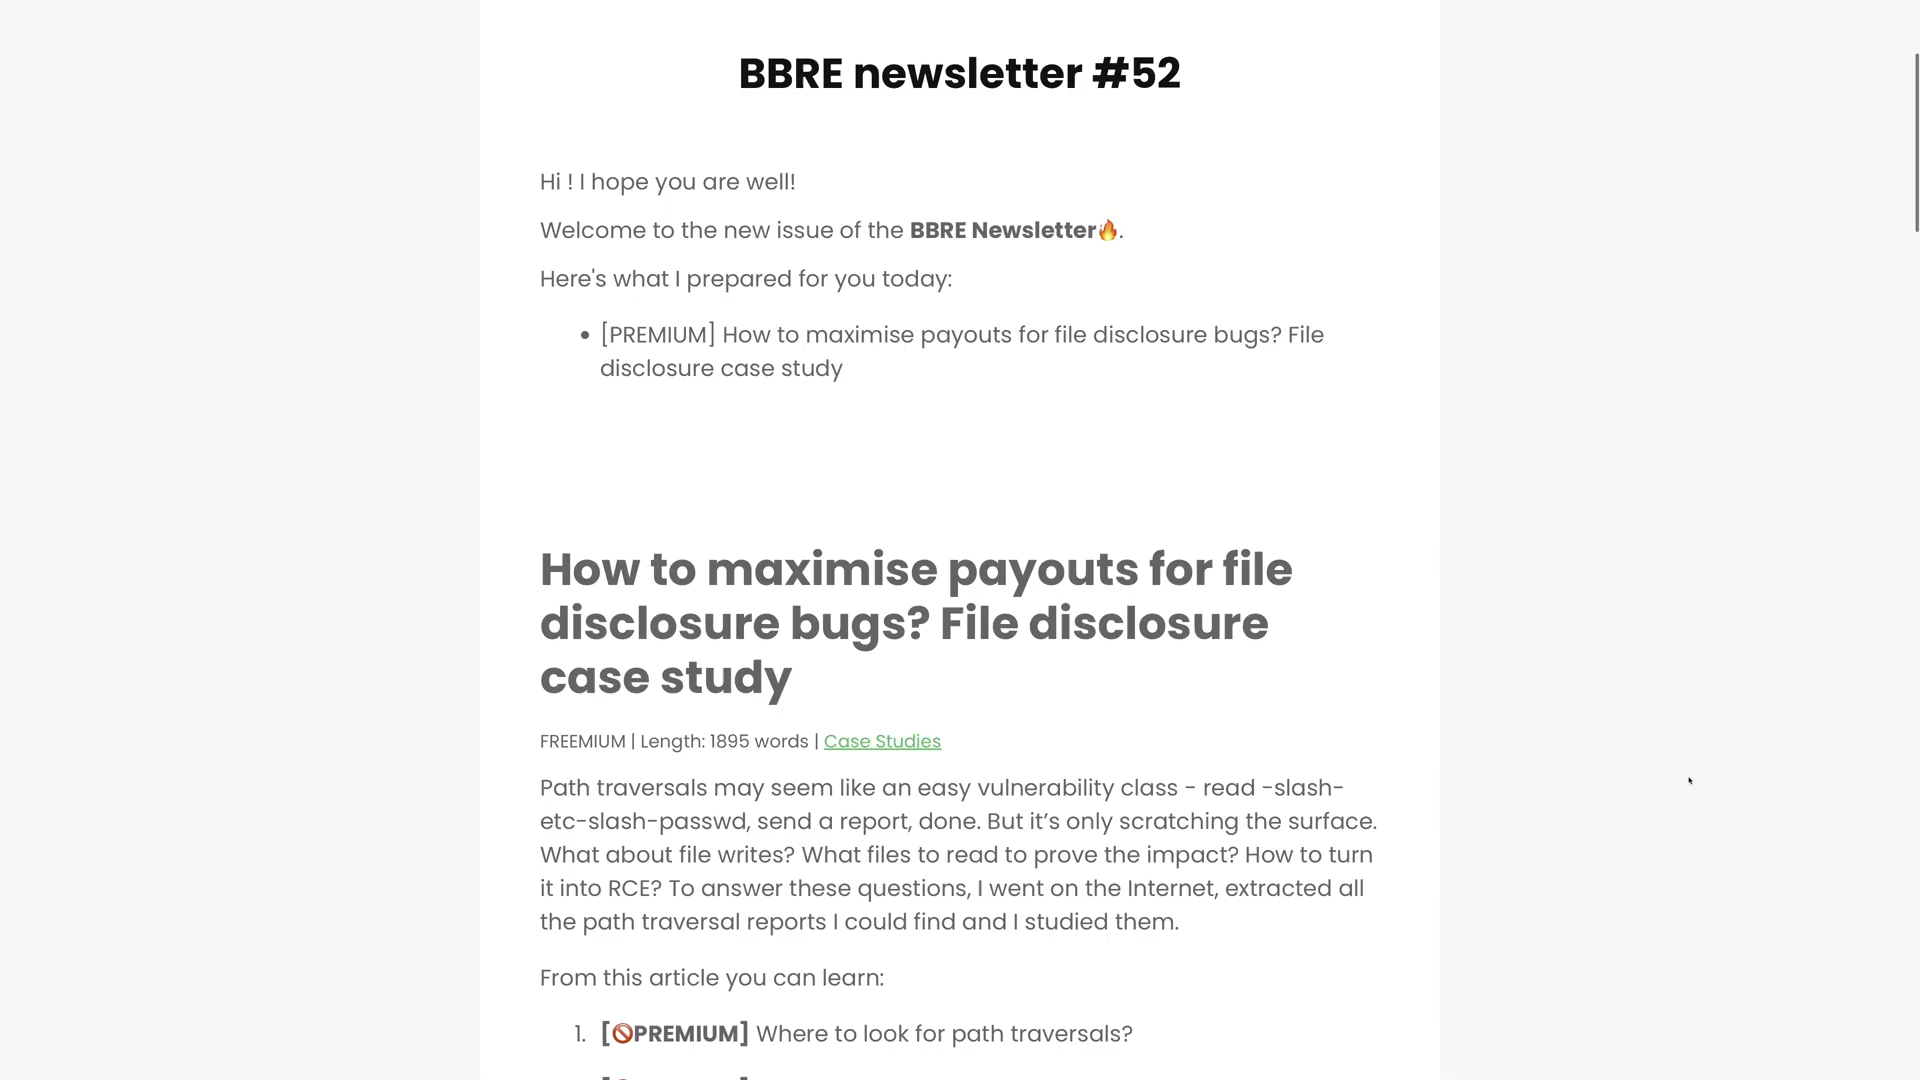 BBRE newsletter #52
Hi ! I hope you are well!
Welcome to the new issue of the BBRE Newsletter🔥.
Here's what I prepared for you today:
• [PREMIUM] How to maximise payouts for file disclosure bugs? File
disclosure case study
How to maximise payouts for file
disclosure bugs? File disclosure
case study
FREEMIUM | Length: 1895 words | Case Studies
Path traversals may seem like an easy vulnerability class - read -slash-
etc-slash-passwd, send a report, done. But it’s only scratching the surface.
What about file writes? What files to read to prove the impact? How to turn
it into RCE? To answer these questions, I went on the Internet, extracted all
the path traversal reports I could find and I studied them.
From this article you can learn:
1. [🚫PREMIUM] Where to look for path traversals?